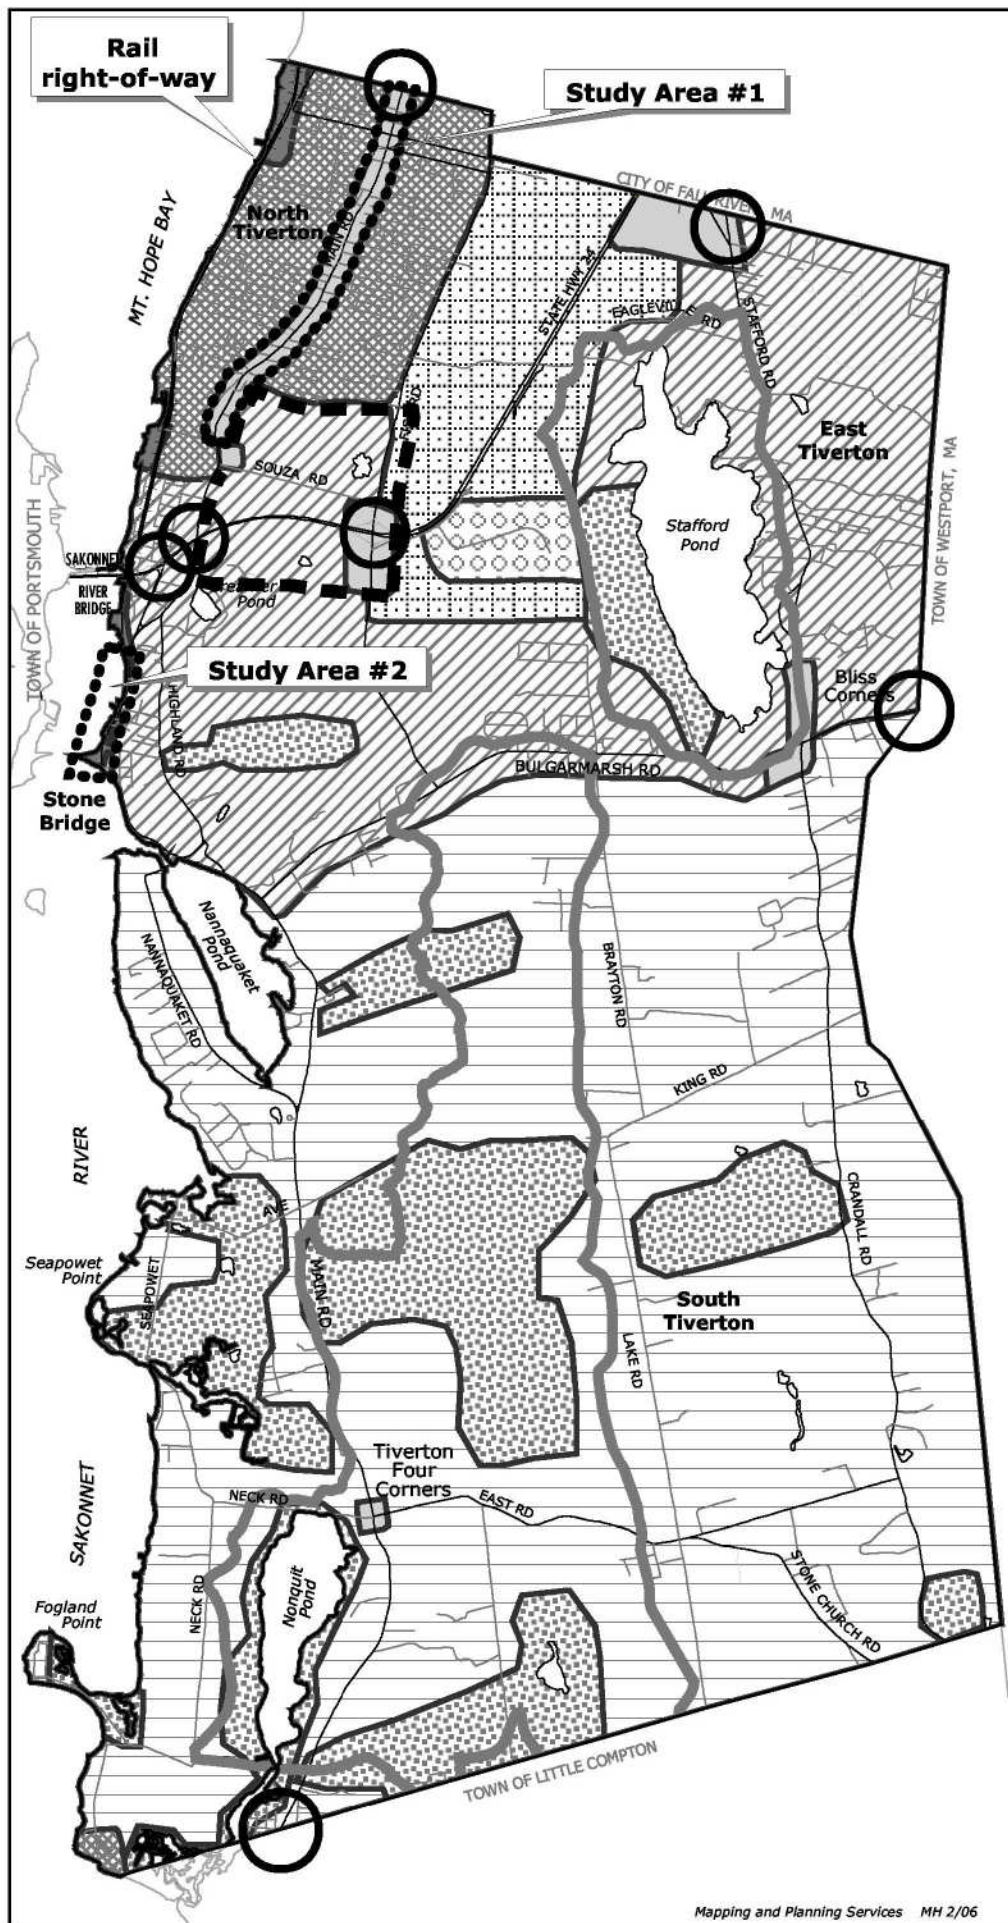 Rail
right-of-way
Study Area #1
CITY OF FALL RIVER, MA
North
Tiverton
MAIN RD
MT. HOPE BAY
STATE HWY 24
EAGLEVILLE RD
STAFFORD RD
FISH RD
East
Tiverton
SOUZA RD
Stafford
Pond
TOWN OF WESTPORT, MA
TOWN OF PORTSMOUTH
SAKONNET
RIVER BRIDGE
Pond
Study Area #2
HIGHLAND RD
Bliss
Corners
BULGARMARSH RD
Stone
Bridge
Nannaquaket
Pond
NANNAQUAKET RD
BRAYTON RD
KING RD
RIVER
CRANDALL RD
AVE
Seapowet
Point
SEAPOWET
MAIN RD
South
Tiverton
LAKE RD
Tiverton
Four
Corners
SAKONNET
NECK RD
EAST RD
STONE CHURCH RD
Fogland
Point
NECK RD
Nonquit
Pond
TOWN OF LITTLE COMPTON
Mapping and Planning Services MH 2/06